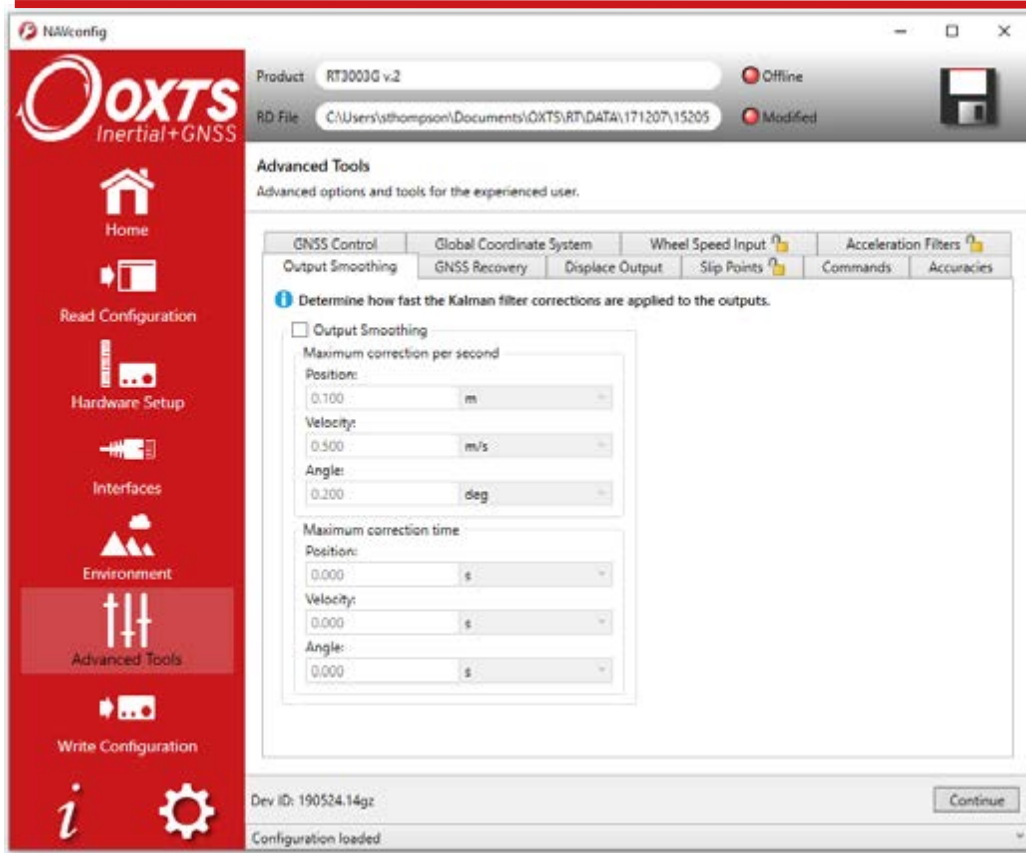 NAVconfig
OXTS
Inertial+GNSS
Product RT3003G v.2 Offline
RD File C:\Users\sthompson\Documents\OXTS\RT\DATA\171207\15205 Modified
Advanced Tools
Advanced options and tools for the experienced user.
Home
Read Configuration
Hardware Setup
Interfaces
Environment
Advanced Tools
Write Configuration
GNSS Control Global Coordinate System Wheel Speed Input Acceleration Filters
Output Smoothing GNSS Recovery Displace Output Slip Points Commands Accuracies
Determine how fast the Kalman filter corrections are applied to the outputs.
Output Smoothing
Maximum correction per second
Position:
0.100 m
Velocity:
0.500 m/s
Angle:
0.200 deg
Maximum correction time
Position:
0.000 s
Velocity:
0.000 s
Angle:
0.000 s
i
Dev ID: 190524.14gz Continue
Configuration loaded